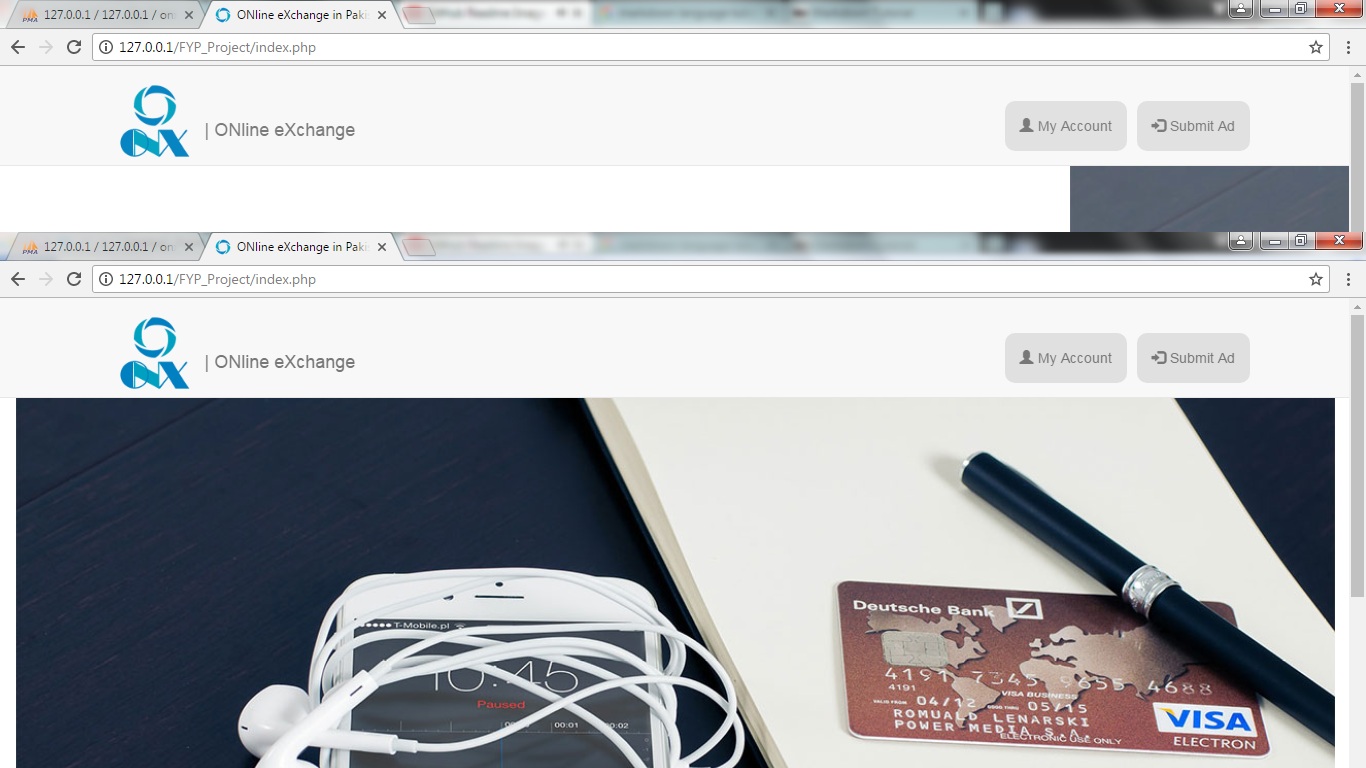 127.0.0.1 / 127.0.0.1 / on
ONline eXchange in Paki
127.0.0.1/FYP_Project/index.php
ONX
| ONline eXchange
My Account
Submit Ad
127.0.0.1 / 127.0.0.1 / on
ONline eXchange in Paki
127.0.0.1/FYP_Project/index.php
ONX
| ONline eXchange
My Account
Submit Ad
T-Mobile.pl
10:45
Paused
00:01
Deutsche Bank
4191 7345 9655 4688
4191
VISA BUSINESS
04/12
05/15
ROMUALD LENARSKI
POWER MEDIA S.A.
ELECTRONIC USE ONLY
VISA
ELECTRON